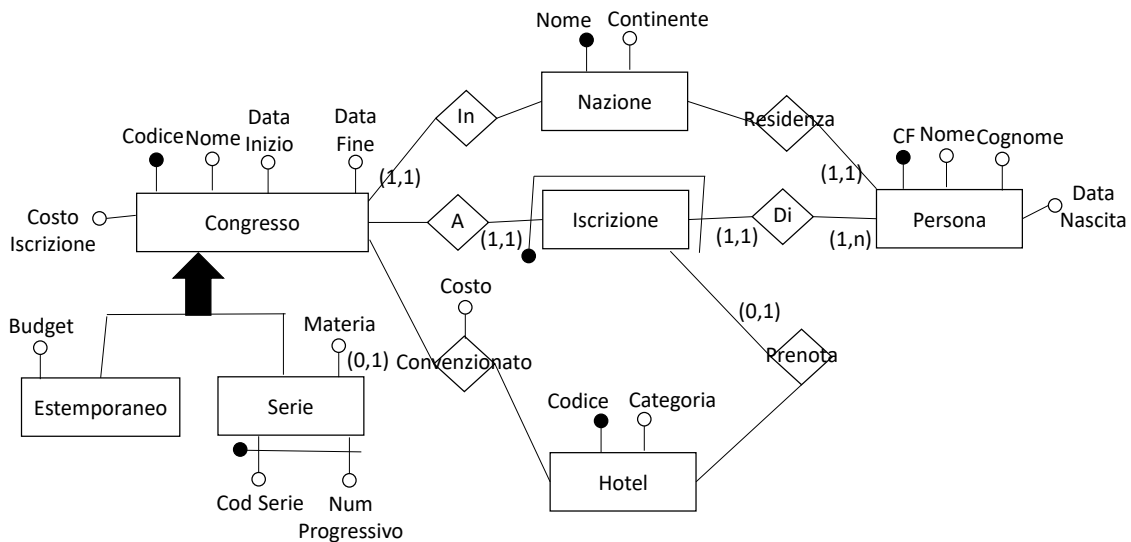 Nome Continente
Nazione
In
Residenza
Codice Nome Data Inizio Data Fine
(1,1)
(1,1)
CF Nome Cognome
Costo Iscrizione
Congresso
A
(1,1)
Iscrizione
(1,1)
Di
(1,n)
Persona
Data Nascita
Budget
Materia
(0,1)
Costo
Convenzionato
(0,1)
Prenota
Estemporaneo
Serie
Codice Categoria
Hotel
Cod Serie
Num Progressivo